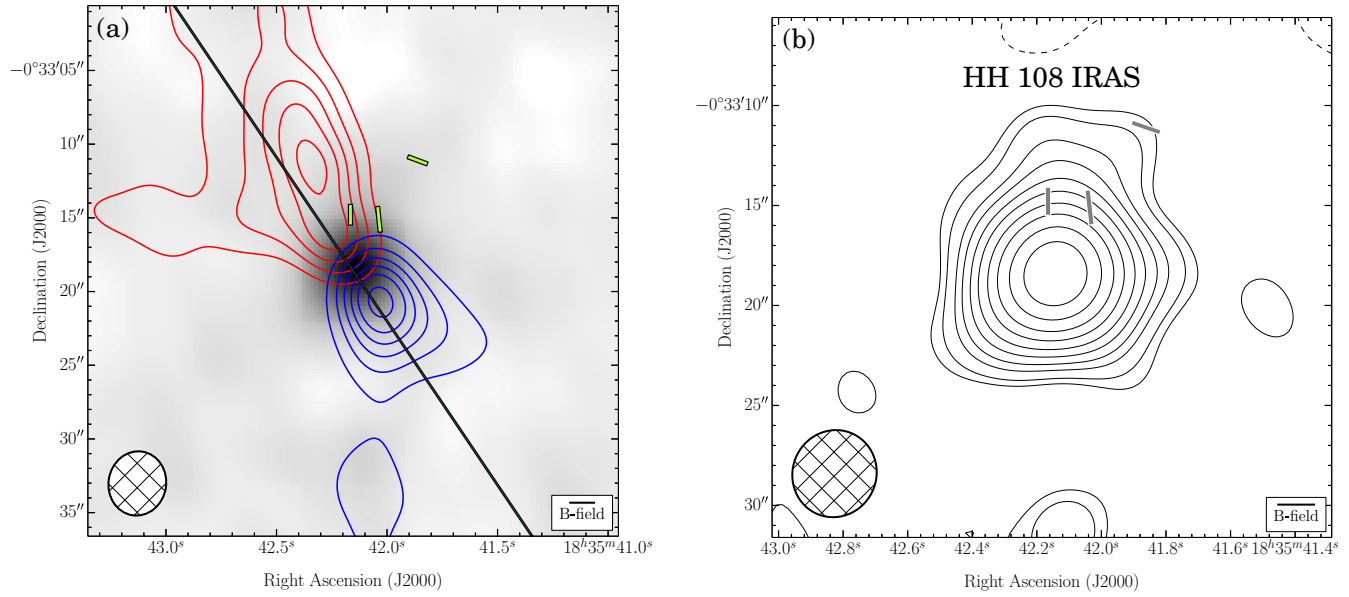 (a)
−0°33′05″
10″
15″
20″
25″
30″
35″
Declination (J2000)
B-field
43.0ˢ
42.5ˢ
42.0ˢ
41.5ˢ
18ʰ35ᵐ41.0ˢ
Right Ascension (J2000)
(b)
HH 108 IRAS
−0°33′10″
15″
20″
25″
30″
Declination (J2000)
B-field
43.0ˢ
42.8ˢ
42.6ˢ
42.4ˢ
42.2ˢ
42.0ˢ
41.8ˢ
41.6ˢ
18ʰ35ᵐ41.4ˢ
Right Ascension (J2000)